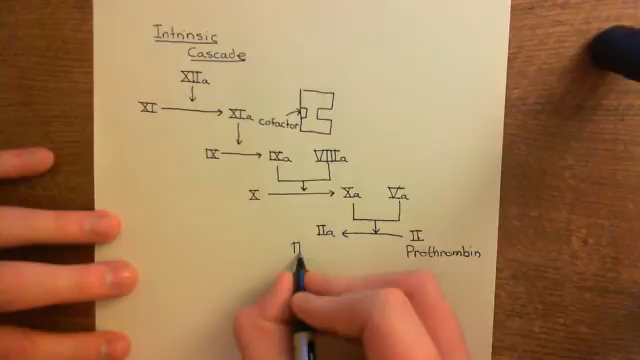 Intrinsic
Cascade
XIIa
XI XIa
cofactor
IX IXa VIIIa
X Xa Va
IIa II
Prothrombin